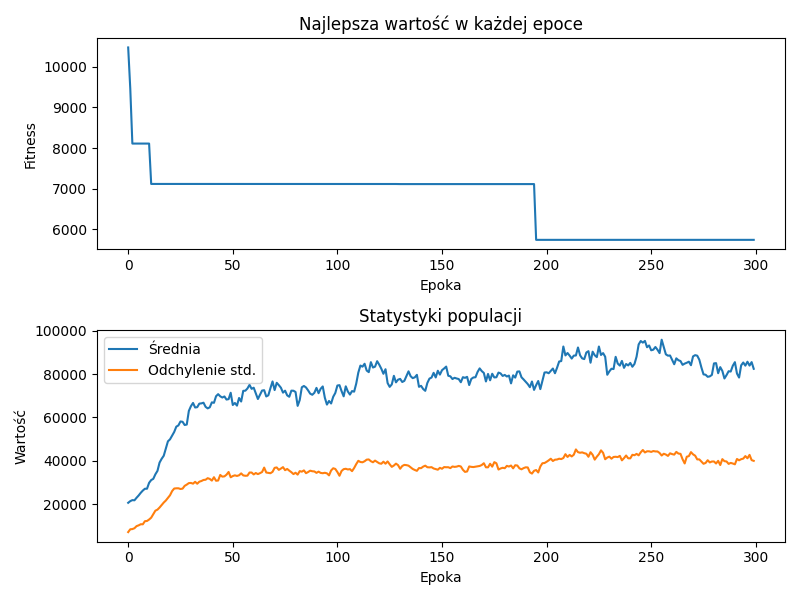 Najlepsza wartość w każdej epoce
10000
9000
8000
7000
6000
Fitness
0 50 100 150 200 250 300
Epoka
Statystyki populacji
100000
80000
60000
40000
20000
Wartość
Średnia
Odchylenie std.
0 50 100 150 200 250 300
Epoka